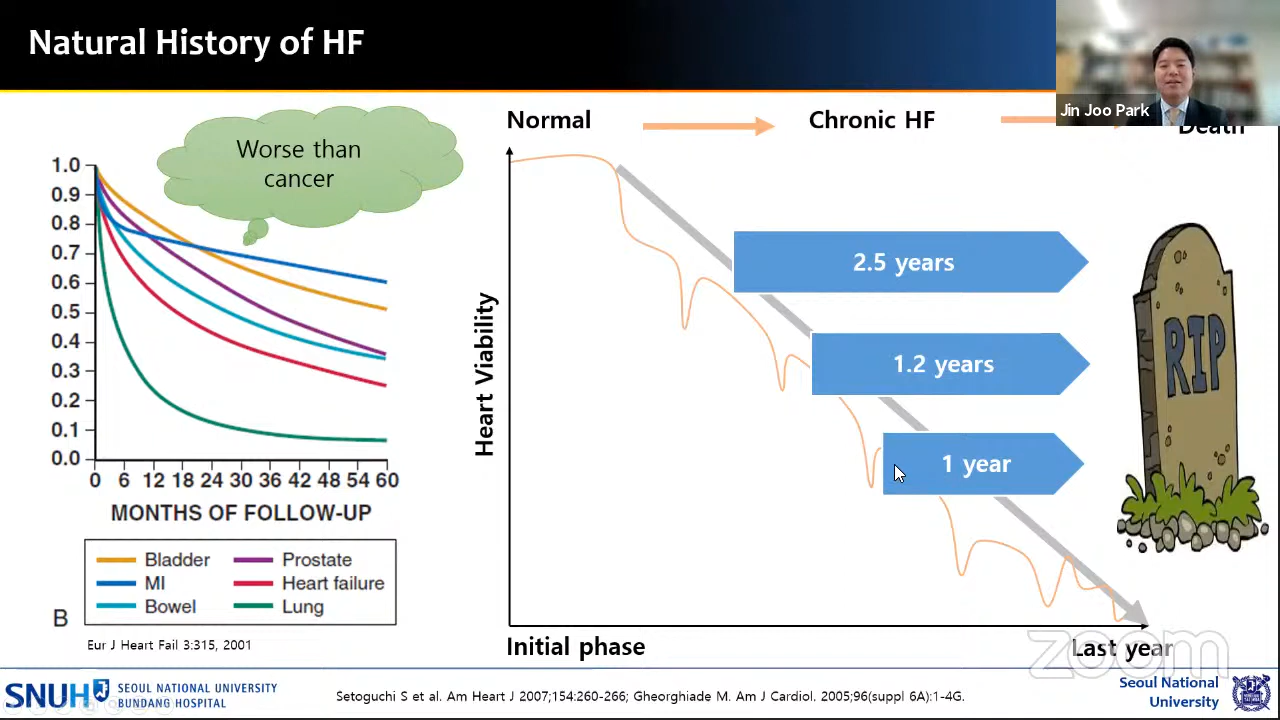 Natural History of HF
Jin Joo Park
Worse than
cancer
1.0
0.9
0.8
0.7
0.6
0.5
0.4
0.3
0.2
0.1
0.0
0 6 12 18 24 30 36 42 48 54 60
MONTHS OF FOLLOW-UP
Bladder Prostate
MI Heart failure
Bowel Lung
B
Eur J Heart Fail 3:315, 2001
Normal Chronic HF Death
Heart Viability
2.5 years
1.2 years
1 year
RIP
Initial phase Last year
zoom
SNUH SEOUL NATIONAL UNIVERSITY
BUNDANG HOSPITAL
Setoguchi S et al. Am Heart J 2007;154:260-266; Gheorghiade M. Am J Cardiol. 2005;96(suppl 6A):1-4G.
Seoul National
University